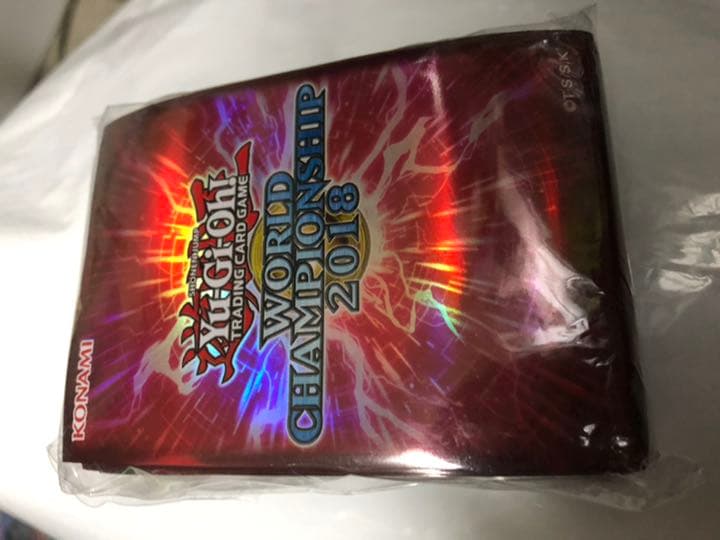 KONAMI
SHONEN JUMP'S
Yu-Gi-Oh!
TRADING CARD GAME
WORLD
CHAMPIONSHIP
2018
©T.S/S.K